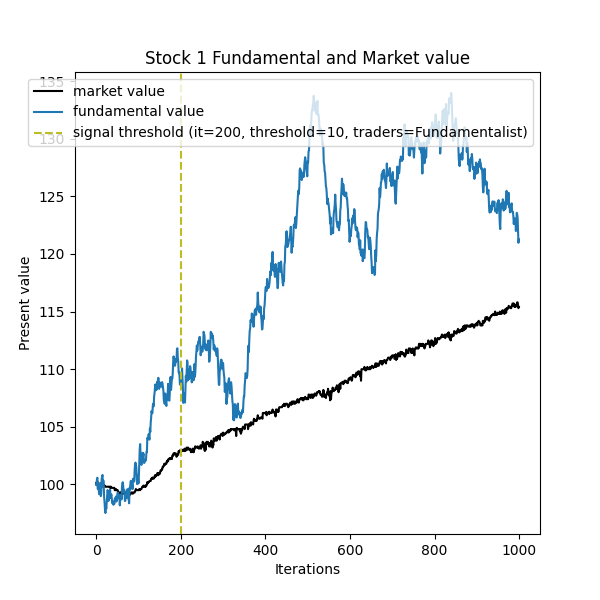 Stock 1 Fundamental and Market value
market value
fundamental value
signal threshold (it=200, threshold=10, traders=Fundamentalist)
135
130
125
120
115
110
105
100
Present value
0 200 400 600 800 1000
Iterations